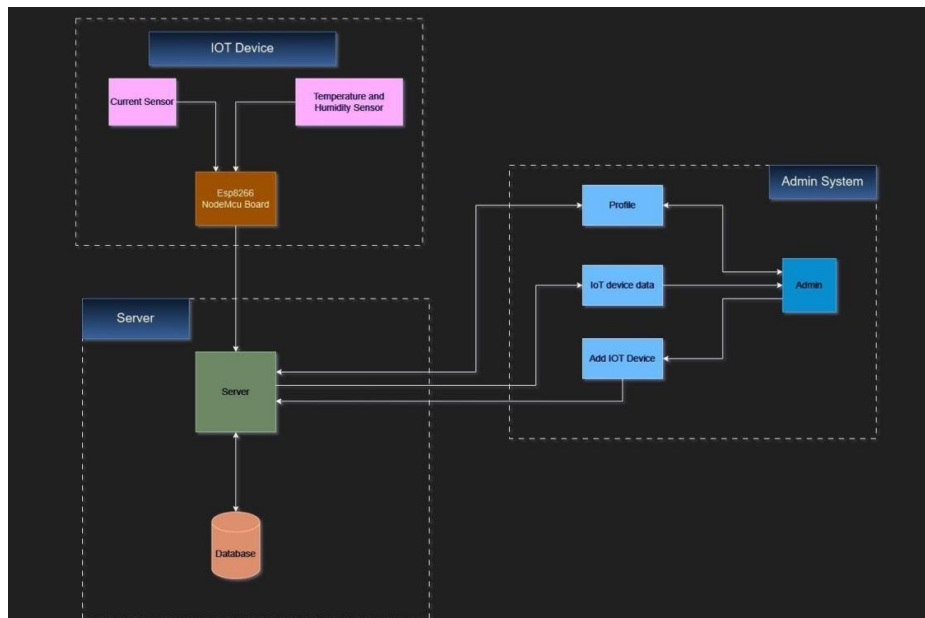 IOT Device
Current Sensor
Temperature and
Humidity Sensor
Esp8266
NodeMcu Board
Admin System
Profile
IoT device data
Admin
Add IOT Device
Server
Server
Database